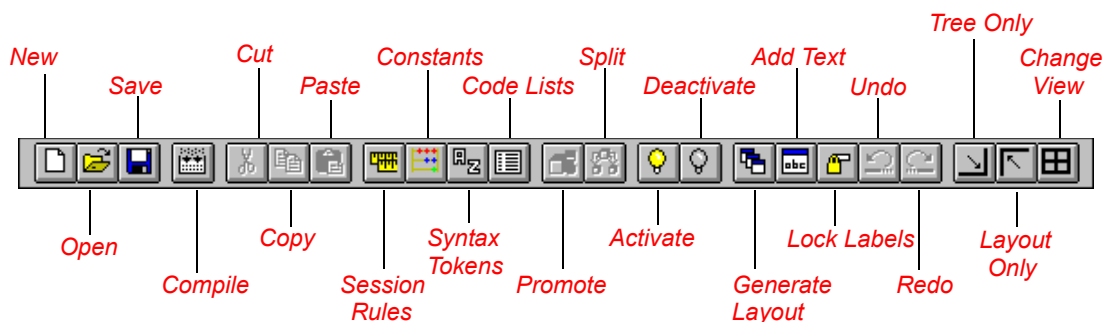 Tree Only
New
Cut
Constants
Split
Add Text
Change
View
Save
Paste
Code Lists
Deactivate
Undo
A
Z
abc
Open
Copy
Syntax
Tokens
Activate
Lock Labels
Layout
Only
Compile
Session
Rules
Promote
Generate
Layout
Redo